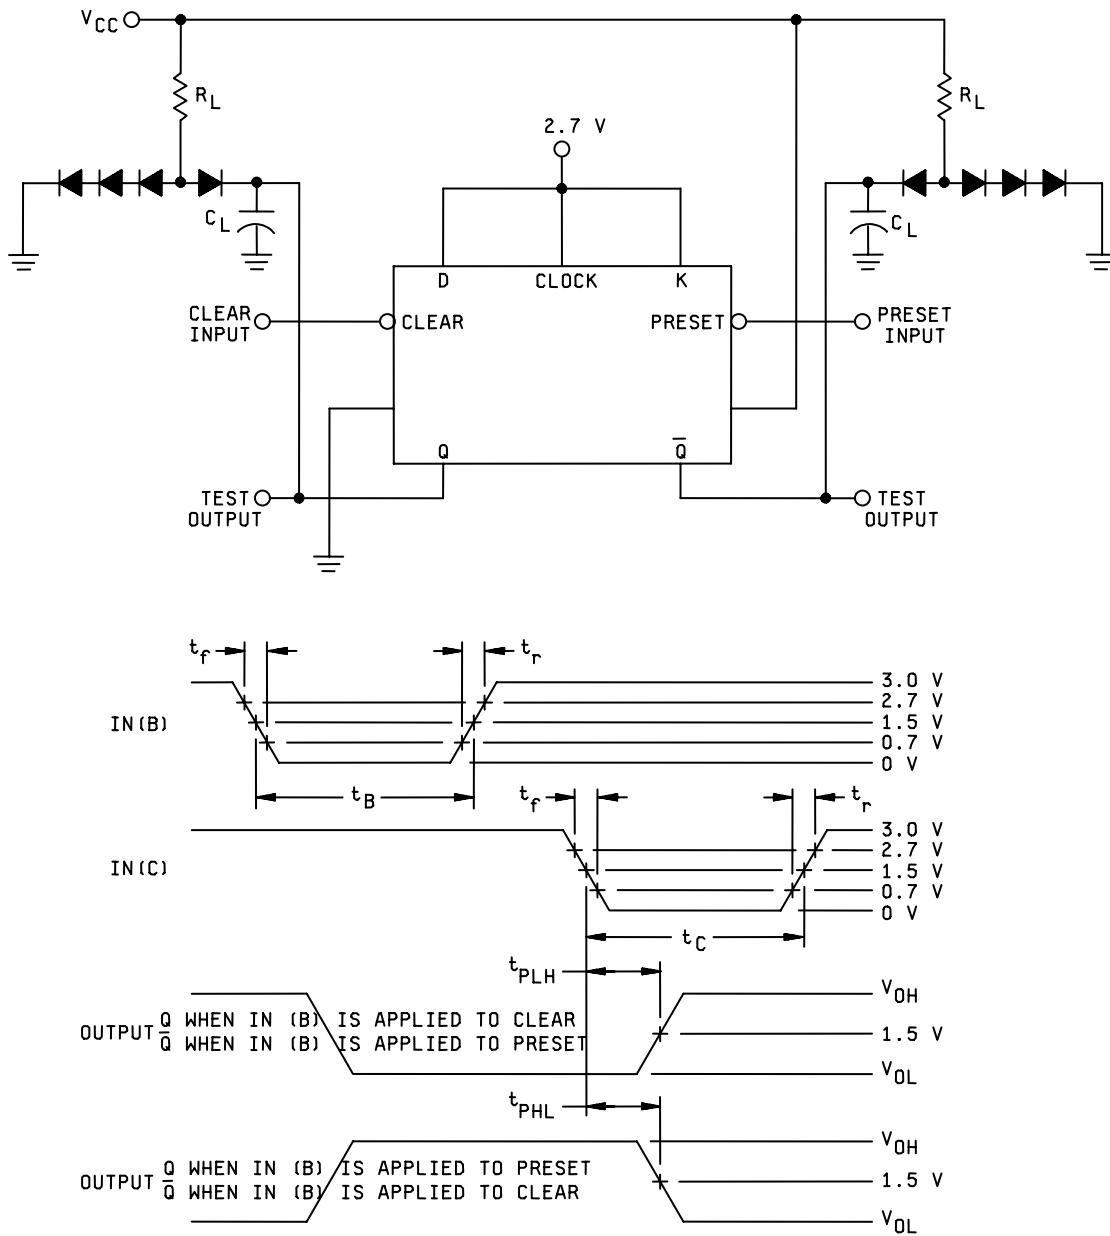 VCC
RL
RL
2.7 V
CL
CL
D
CLOCK
K
CLEAR
INPUT
CLEAR
PRESET
PRESET
INPUT
Q
Q̅
TEST
OUTPUT
TEST
OUTPUT
tf
tr
3.0 V
2.7 V
IN(B)
1.5 V
0.7 V
0 V
tB
tf
tr
3.0 V
2.7 V
IN(C)
1.5 V
0.7 V
0 V
tC
tPLH
VOH
OUTPUT
Q WHEN IN (B) IS APPLIED TO CLEAR
Q̅ WHEN IN (B) IS APPLIED TO PRESET
1.5 V
VOL
tPHL
VOH
OUTPUT
Q WHEN IN (B) IS APPLIED TO PRESET
Q̅ WHEN IN (B) IS APPLIED TO CLEAR
1.5 V
VOL